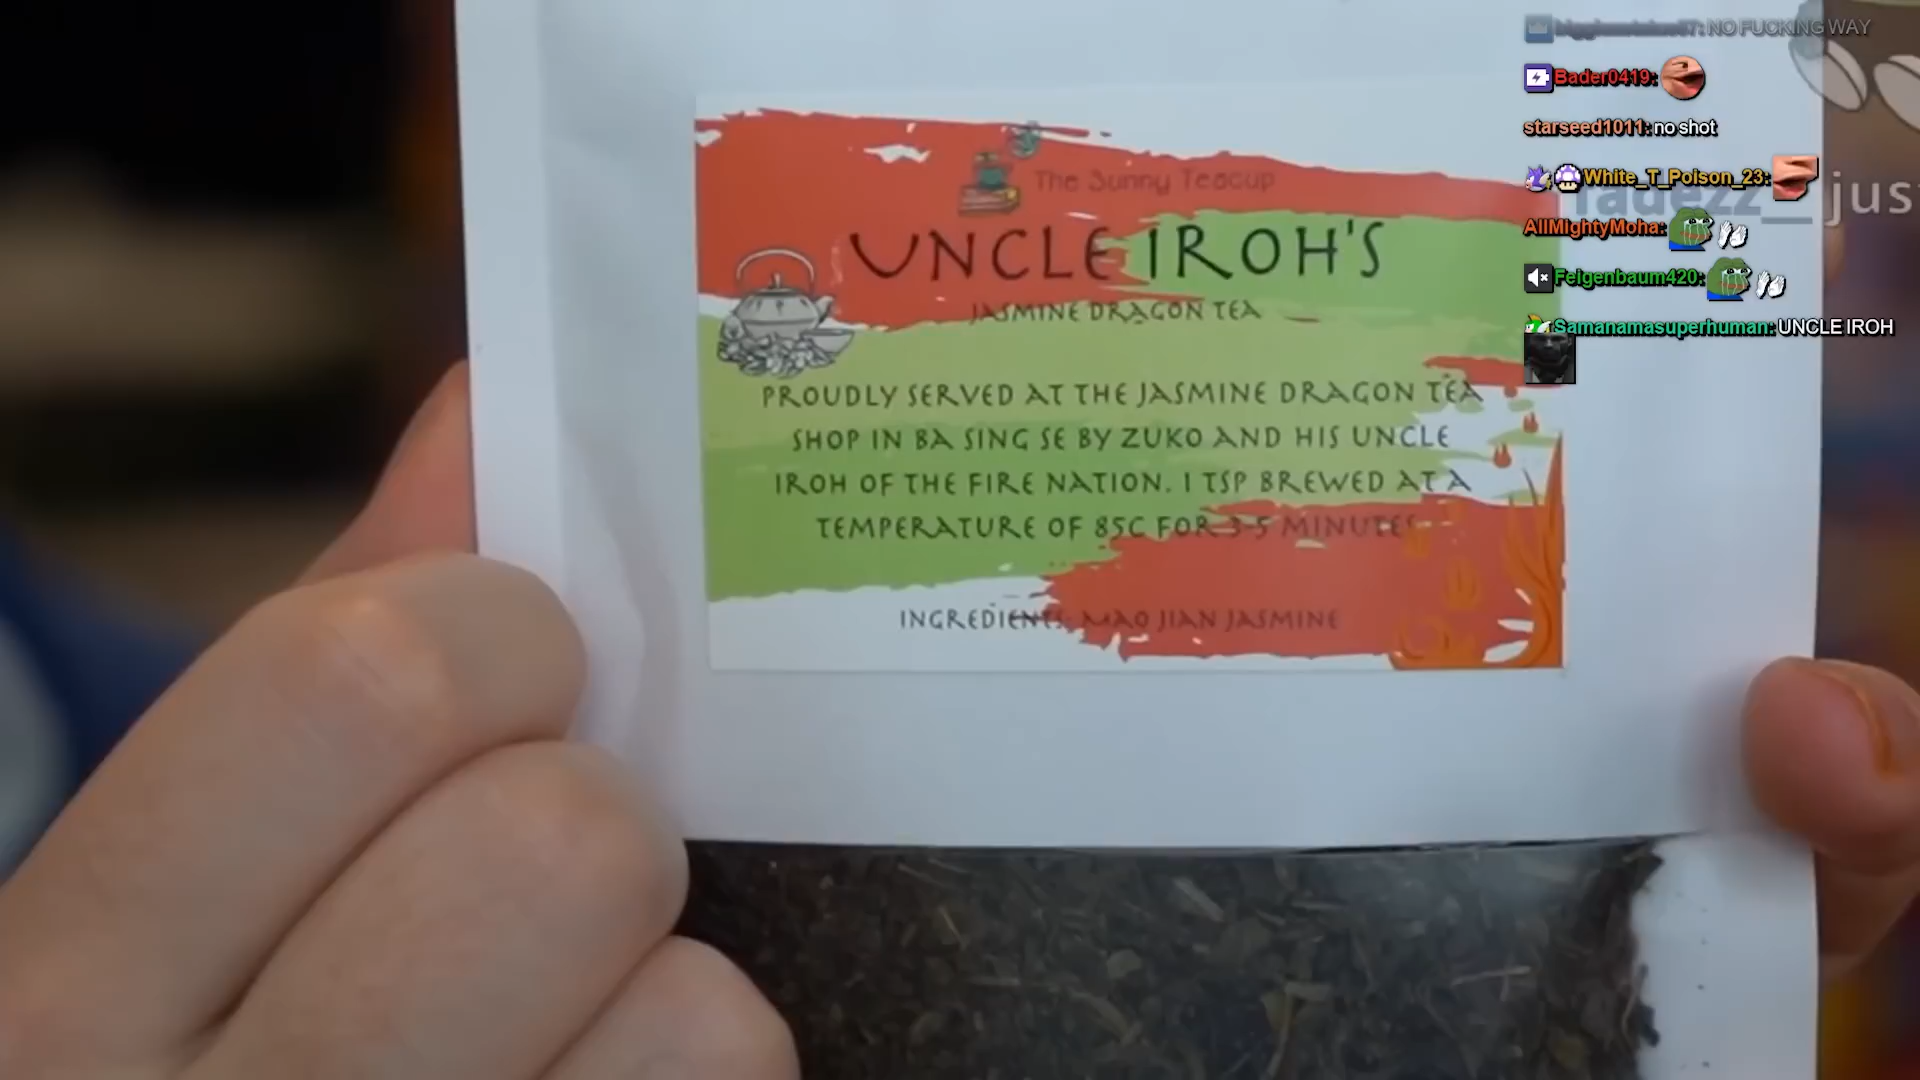 The Sunny Teacup
UNCLE IROH'S
JASMINE DRAGON TEA
PROUDLY SERVED AT THE JASMINE DRAGON TEA
SHOP IN BA SING SE BY ZUKO AND HIS UNCLE
IROH OF THE FIRE NATION. 1 TSP BREWED AT A
TEMPERATURE OF 85C FOR 3-5 MINUTES
INGREDIENTS: MAO JIAN JASMINE
NO FUCKING WAY
Bader0419:
starseed1011: no shot
White_T_Poison_23:
Tadezz__ jus
AllMightyMoha:
Feigenbaum420:
Samanamasuperhuman: UNCLE IROH